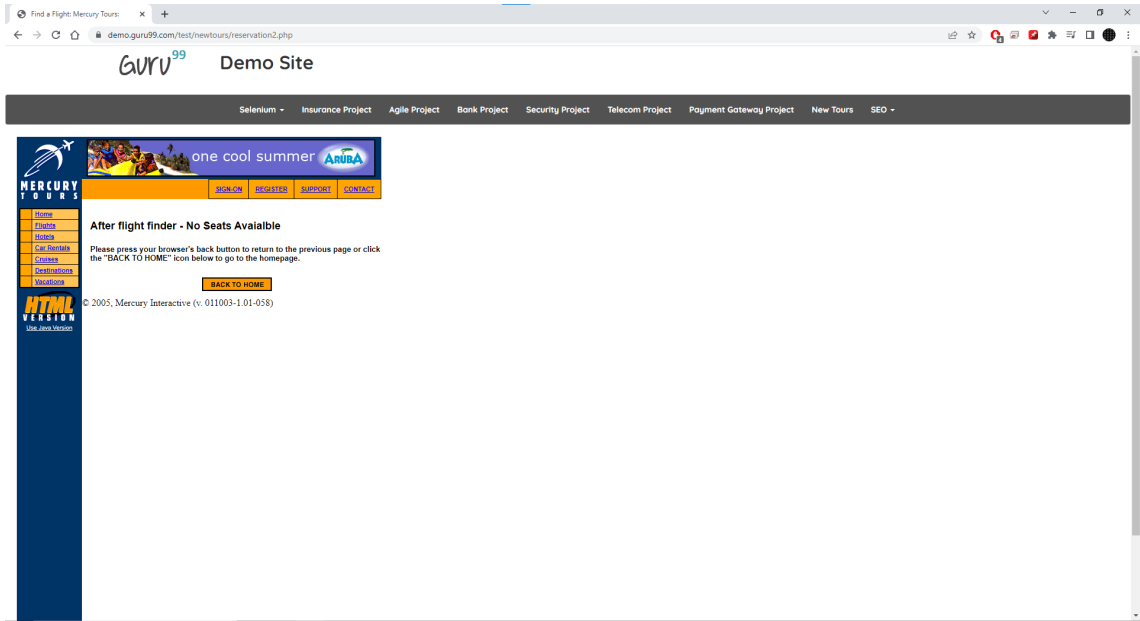 Find a Flight: Mercury Tours:
demo.guru99.com/test/newtours/reservation2.php
Guru99 Demo Site
Selenium Insurance Project Agile Project Bank Project Security Project Telecom Project Payment Gateway Project New Tours SEO
one cool summer ARUBA
MERCURY
TOURS
SIGN-ON REGISTER SUPPORT CONTACT
Home
Flights
Hotels
Car Rentals
Cruises
Destinations
Vacations
HTML
VERSION
Use Java Version
After flight finder - No Seats Avaialble
Please press your browser's back button to return to the previous page or click
the "BACK TO HOME" icon below to go to the homepage.
BACK TO HOME
© 2005, Mercury Interactive (v. 011003-1.01-058)